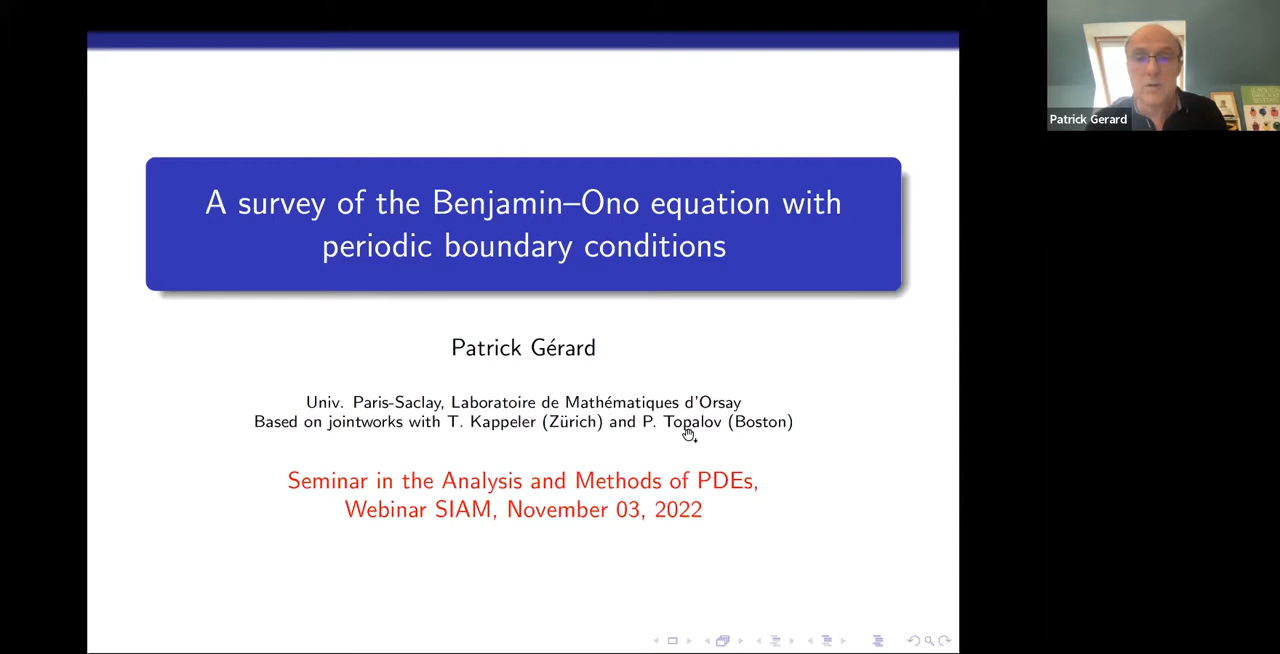 A survey of the Benjamin–Ono equation with
periodic boundary conditions
Patrick Gérard
Univ. Paris-Saclay, Laboratoire de Mathématiques d'Orsay
Based on jointworks with T. Kappeler (Zürich) and P. Topalov (Boston)
Seminar in the Analysis and Methods of PDEs,
Webinar SIAM, November 03, 2022
Patrick Gerard